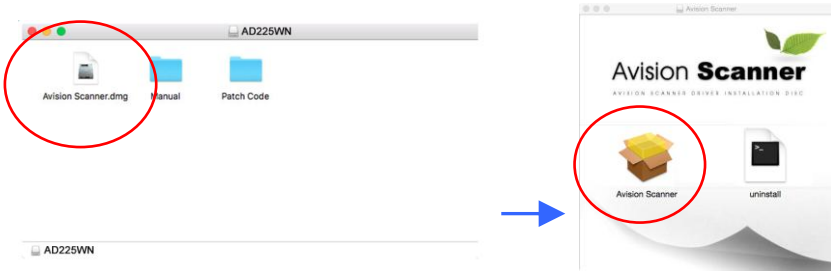 AD225WN
Avision Scanner.dmg
Manual
Patch Code
AD225WN
Avision Scanner
Avision Scanner
AVISION SCANNER DRIVER INSTALLATION DISC
>_
Avision Scanner
uninstall